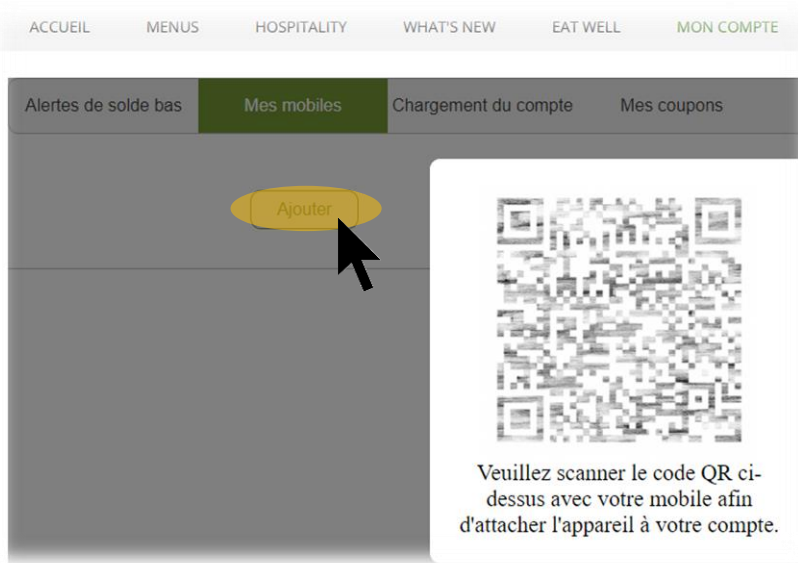 ACCUEIL MENUS HOSPITALITY WHAT'S NEW EAT WELL MON COMPTE
Alertes de solde bas Mes mobiles Chargement du compte Mes coupons
Ajouter
Veuillez scanner le code QR ci-
dessus avec votre mobile afin
d'attacher l'appareil à votre compte.